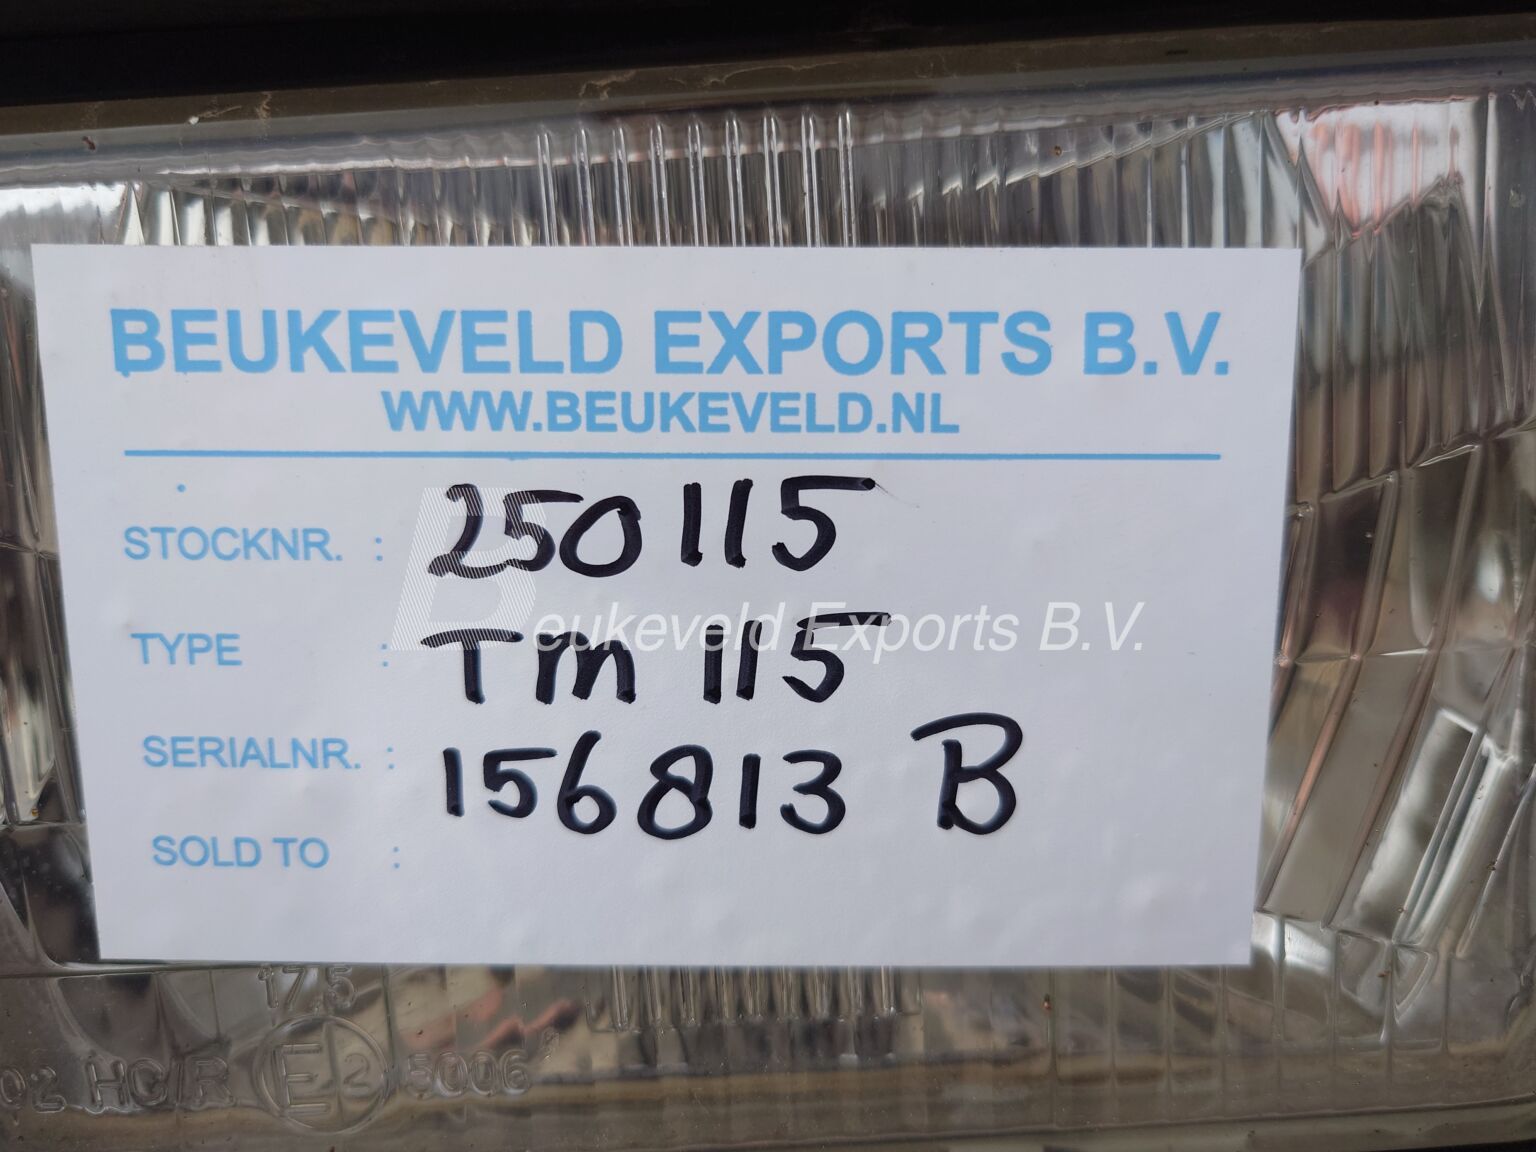 BEUKEVELD EXPORTS B.V.
WWW.BEUKEVELD.NL
STOCKNR. : 250115
Beukeveld Exports B.V.
TYPE : Tm 115
SERIALNR. : 156813 B
SOLD TO :
17,5
02 HC/R E2 5006